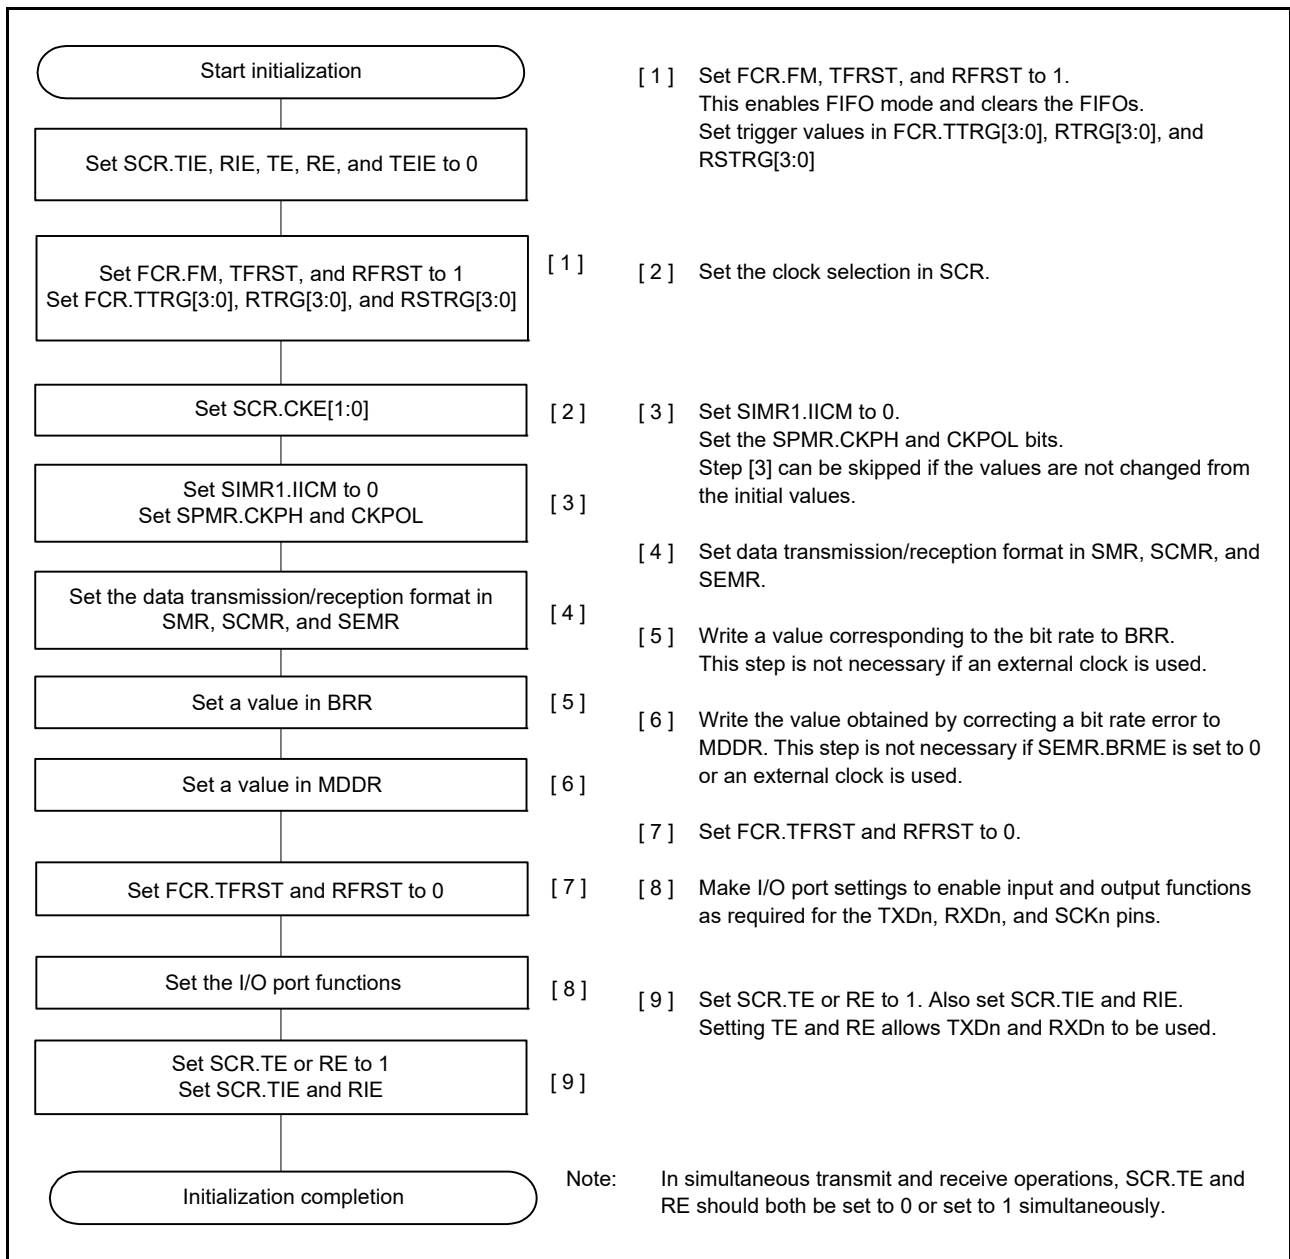 Start initialization
Set SCR.TIE, RIE, TE, RE, and TEIE to 0
Set FCR.FM, TFRST, and RFRST to 1
Set FCR.TTRG[3:0], RTRG[3:0], and RSTRG[3:0]
[ 1 ]
Set SCR.CKE[1:0]
[ 2 ]
Set SIMR1.IICM to 0
Set SPMR.CKPH and CKPOL
[ 3 ]
Set the data transmission/reception format in
SMR, SCMR, and SEMR
[ 4 ]
Set a value in BRR
[ 5 ]
Set a value in MDDR
[ 6 ]
Set FCR.TFRST and RFRST to 0
[ 7 ]
Set the I/O port functions
[ 8 ]
Set SCR.TE or RE to 1
Set SCR.TIE and RIE
[ 9 ]
Initialization completion
[ 1 ] Set FCR.FM, TFRST, and RFRST to 1.
This enables FIFO mode and clears the FIFOs.
Set trigger values in FCR.TTRG[3:0], RTRG[3:0], and
RSTRG[3:0]
[ 2 ] Set the clock selection in SCR.
[ 3 ] Set SIMR1.IICM to 0.
Set the SPMR.CKPH and CKPOL bits.
Step [3] can be skipped if the values are not changed from
the initial values.
[ 4 ] Set data transmission/reception format in SMR, SCMR, and
SEMR.
[ 5 ] Write a value corresponding to the bit rate to BRR.
This step is not necessary if an external clock is used.
[ 6 ] Write the value obtained by correcting a bit rate error to
MDDR. This step is not necessary if SEMR.BRME is set to 0
or an external clock is used.
[ 7 ] Set FCR.TFRST and RFRST to 0.
[ 8 ] Make I/O port settings to enable input and output functions
as required for the TXDn, RXDn, and SCKn pins.
[ 9 ] Set SCR.TE or RE to 1. Also set SCR.TIE and RIE.
Setting TE and RE allows TXDn and RXDn to be used.
Note: In simultaneous transmit and receive operations, SCR.TE and
RE should both be set to 0 or set to 1 simultaneously.